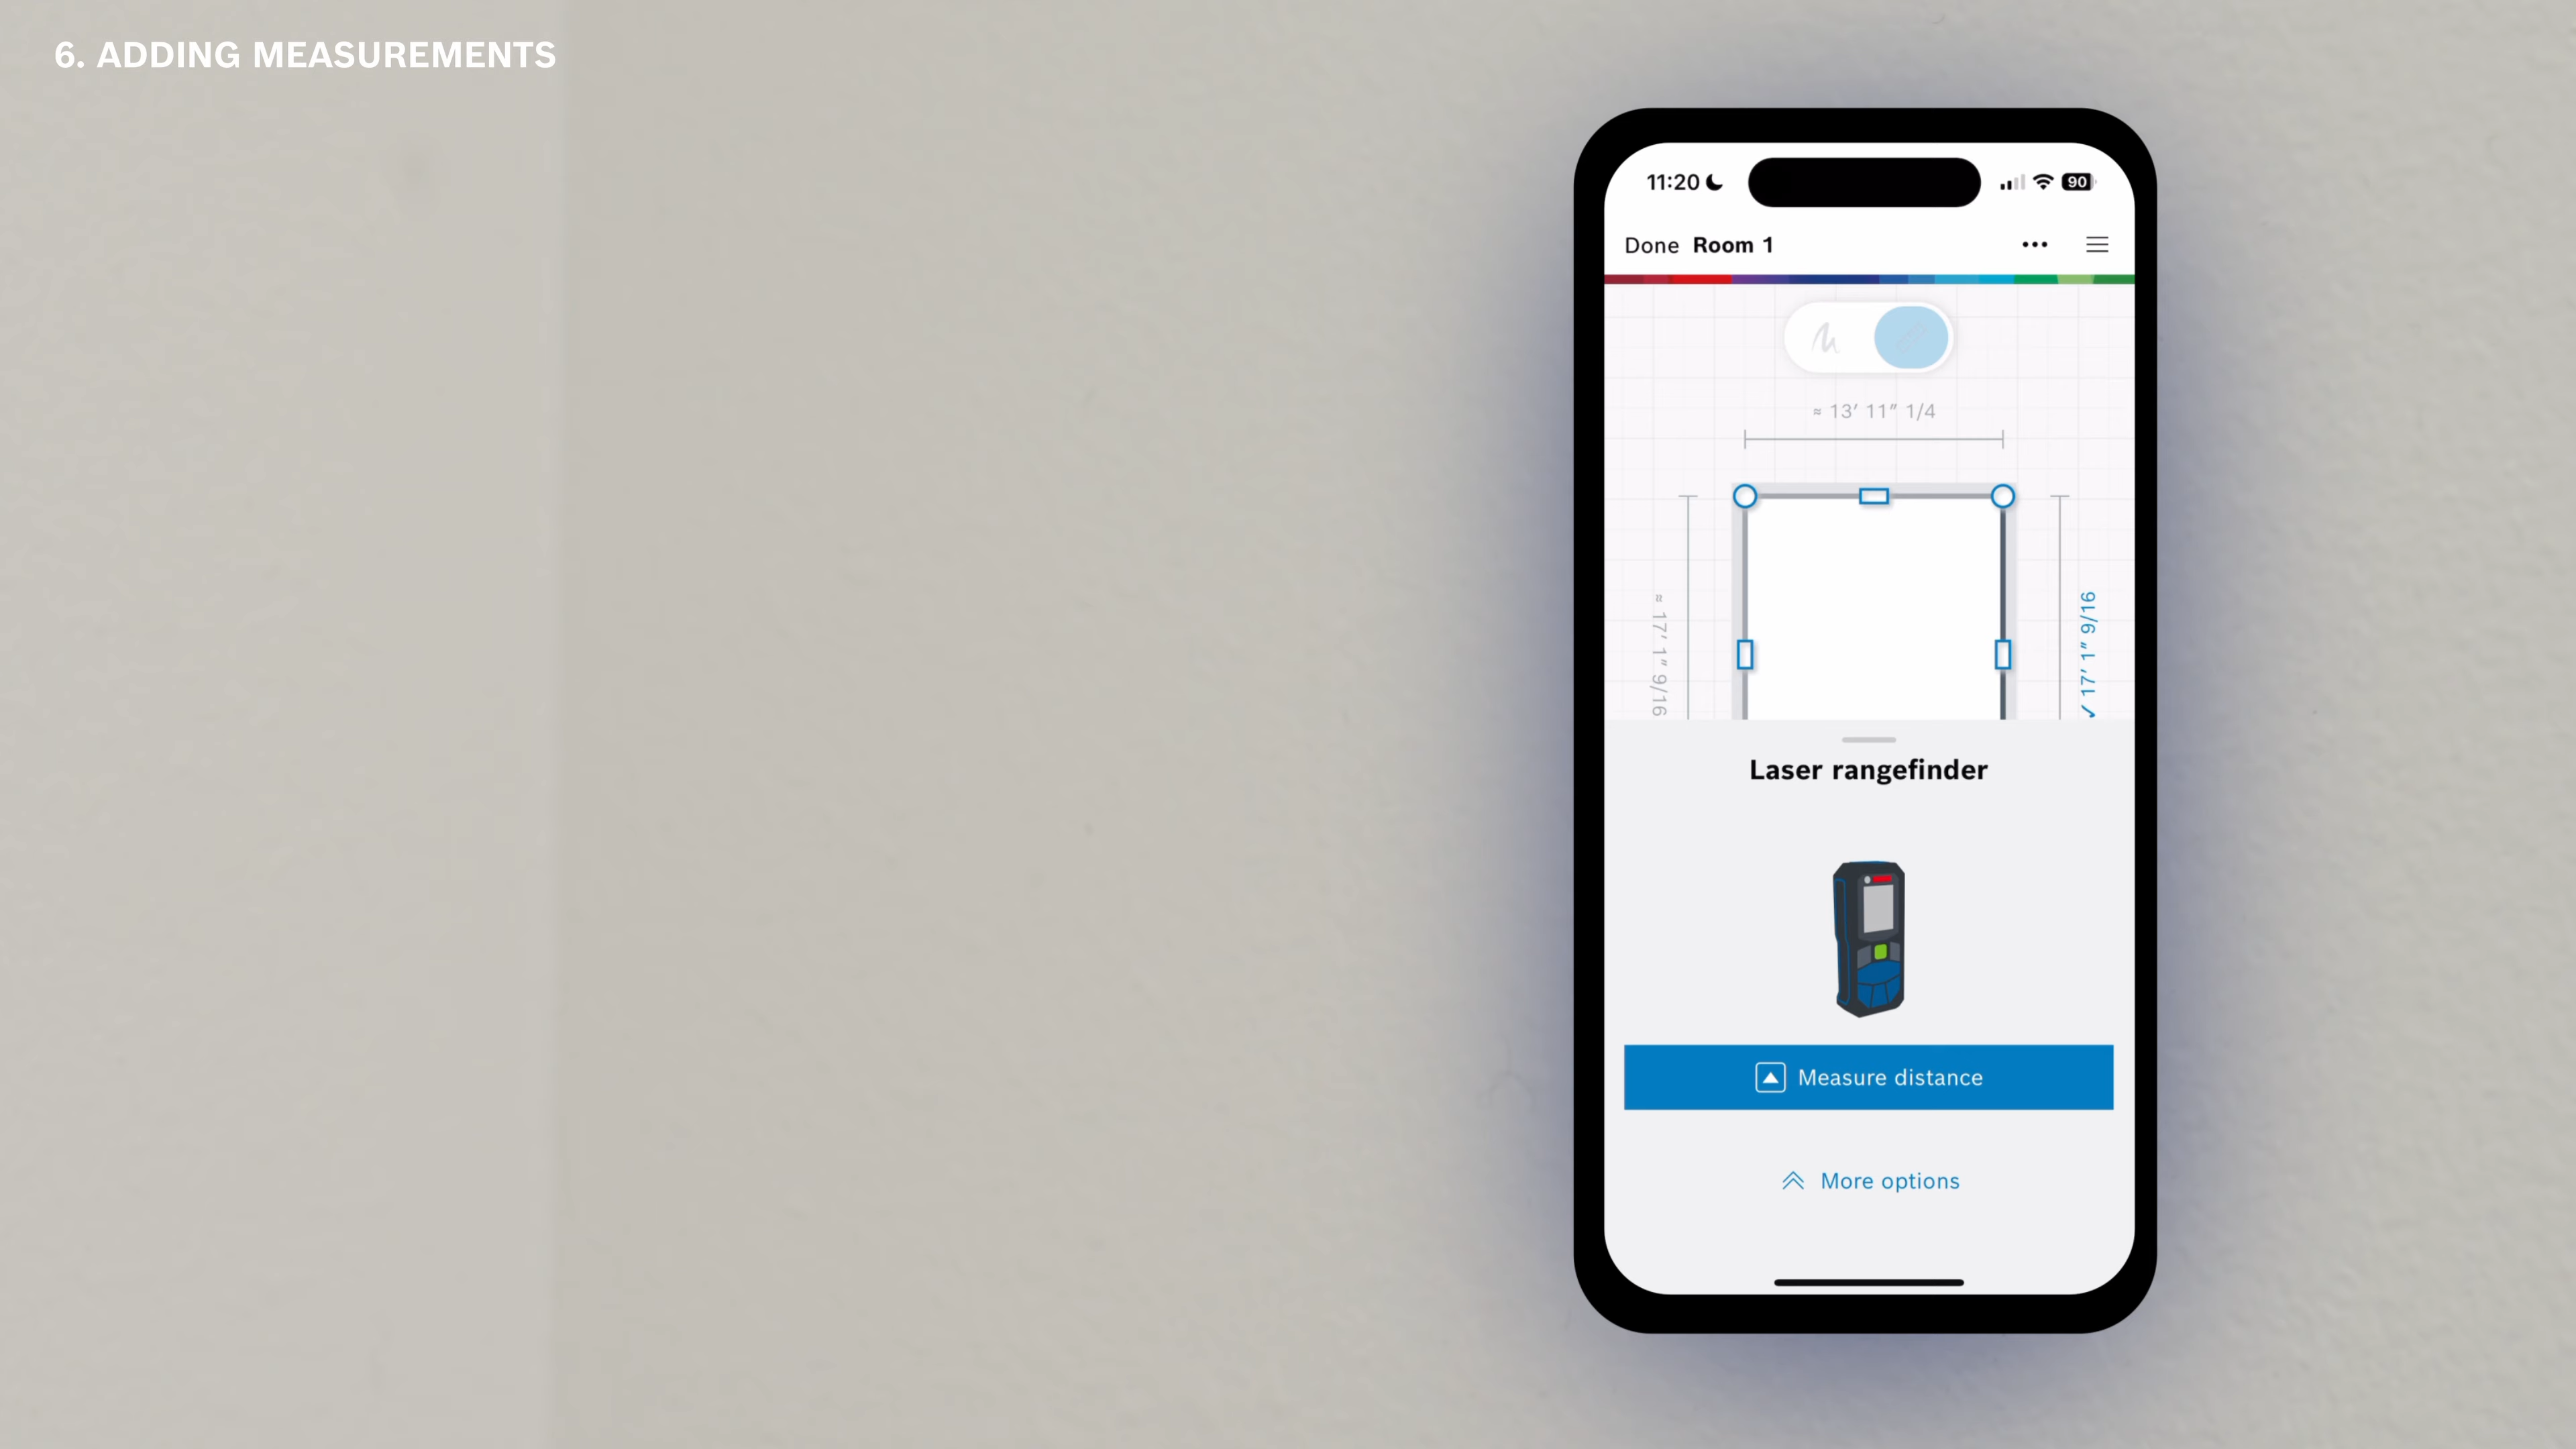 6. ADDING MEASUREMENTS
11:20
90
Done Room 1
≈ 13′ 11″ 1/4
≈ 17′ 1″ 9/16
✓ 17′ 1″ 9/16
Laser rangefinder
Measure distance
More options